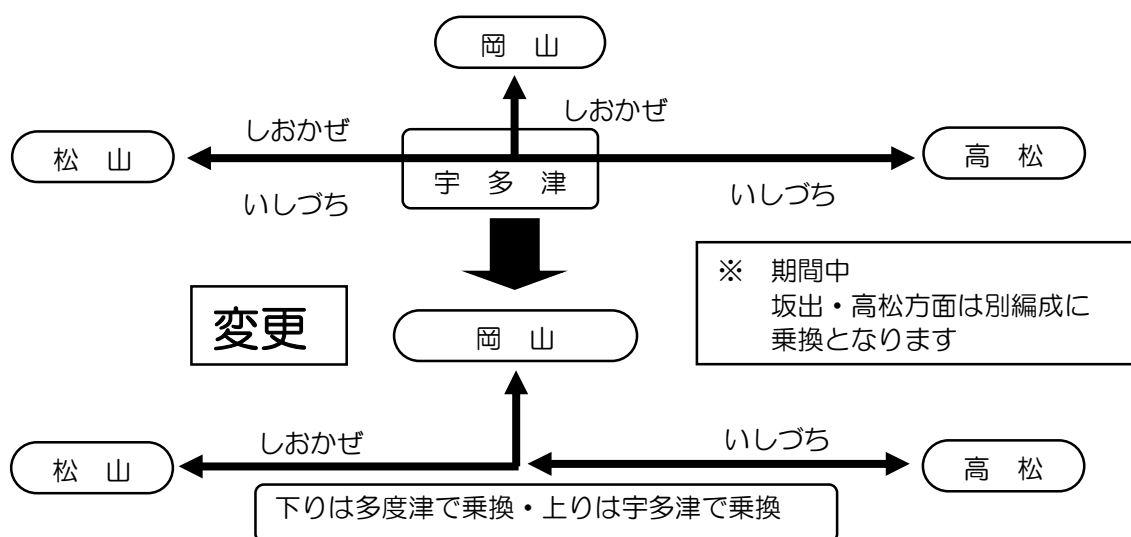 岡 山
しおかぜ
しおかぜ
松 山
宇 多 津
高 松
いしづち
いしづち
※ 期間中
坂出・高松方面は別編成に
乗換となります
変更
岡 山
しおかぜ
いしづち
松 山
高 松
下りは多度津で乗換・上りは宇多津で乗換